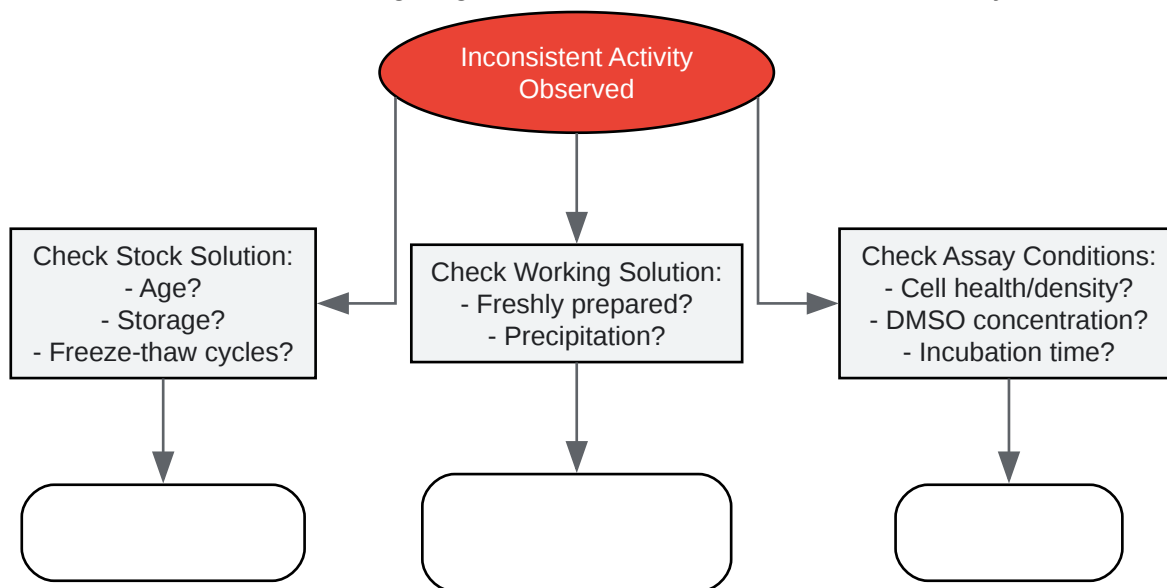 Inconsistent Activity
Observed
Check Stock Solution:
- Age?
- Storage?
- Freeze-thaw cycles?
Check Working Solution:
- Freshly prepared?
- Precipitation?
Check Assay Conditions:
- Cell health/density?
- DMSO concentration?
- Incubation time?